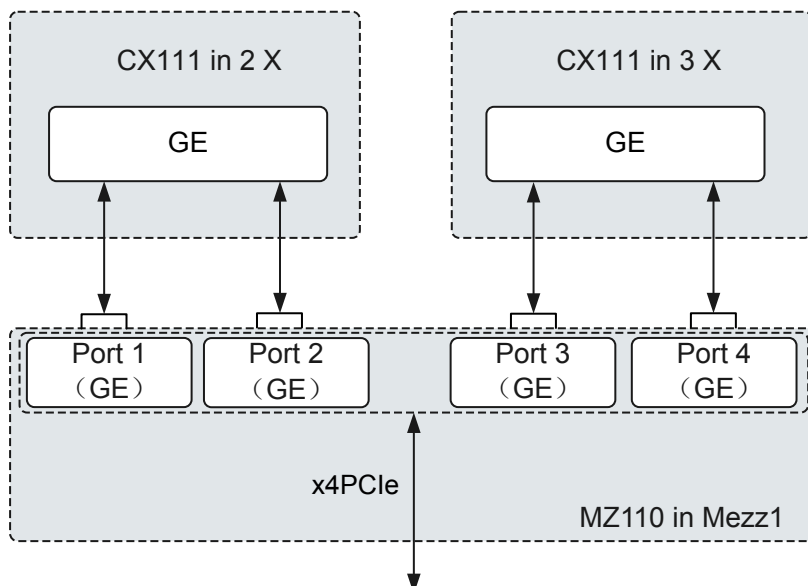 CX111 in 2 X
CX111 in 3 X
GE
GE
Port 1
（GE）
Port 2
（GE）
Port 3
（GE）
Port 4
（GE）
x4PCIe
MZ110 in Mezz1